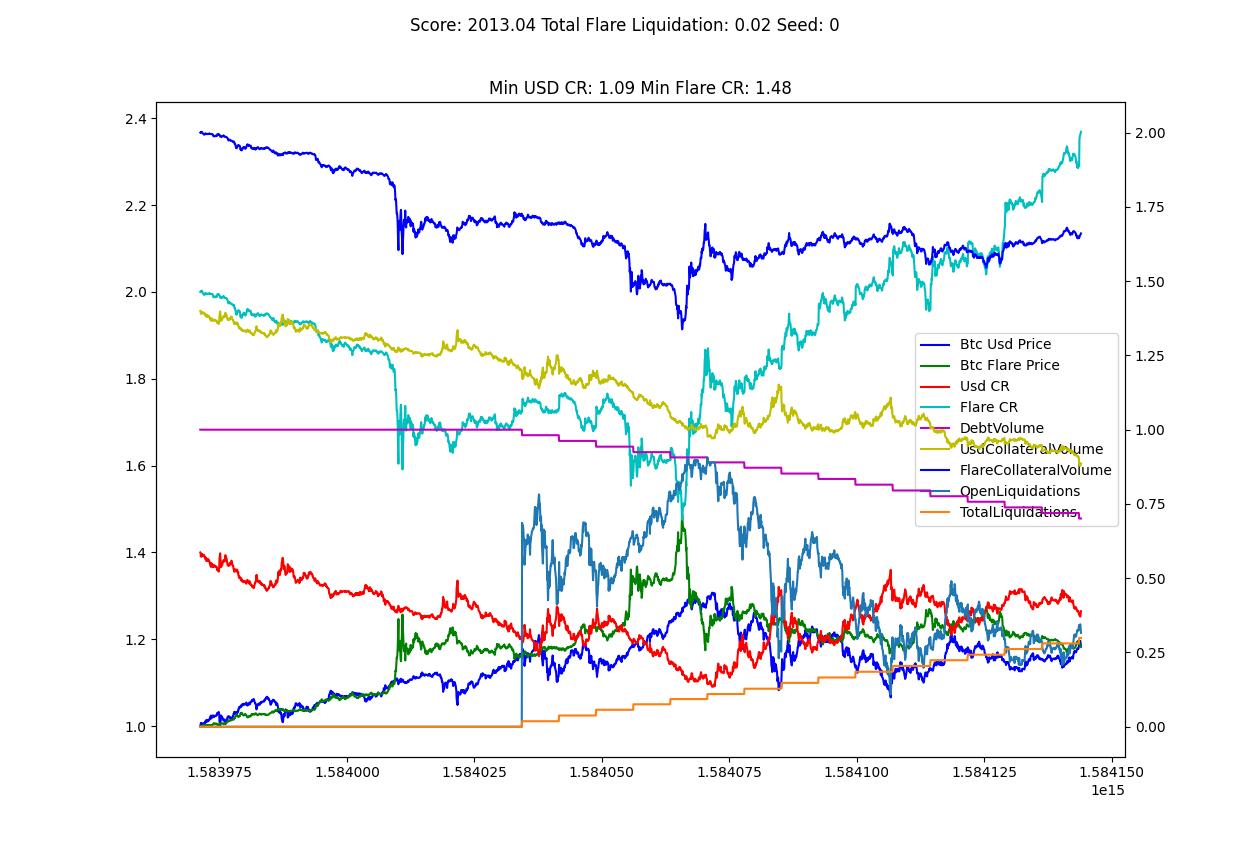 Score: 2013.04 Total Flare Liquidation: 0.02 Seed: 0
Min USD CR: 1.09 Min Flare CR: 1.48
2.4
2.2
2.0
1.8
1.6
1.4
1.2
1.0
2.00
1.75
1.50
1.25
1.00
0.75
0.50
0.25
0.00
Btc Usd Price
Btc Flare Price
Usd CR
Flare CR
DebtVolume
UsdCollateralVolume
FlareCollateralVolume
OpenLiquidations
TotalLiquidations
1.583975
1.584000
1.584025
1.584050
1.584075
1.584100
1.584125
1.584150
1e15